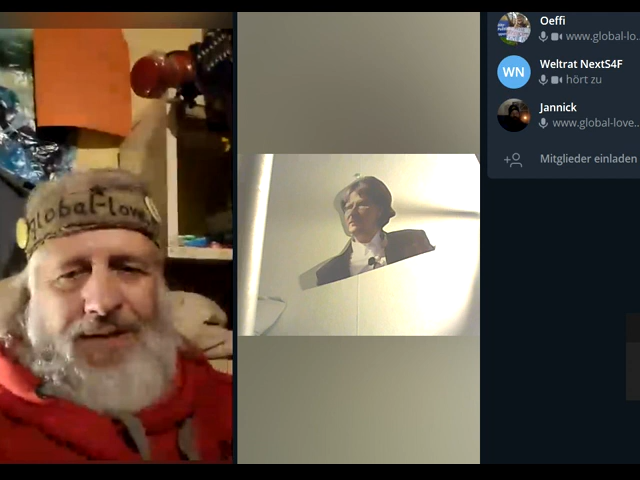 global-love.
Oeffi
www.global-lo...
WN
Weltrat NextS4F
hört zu
Jannick
www.global-love...
Mitglieder einladen